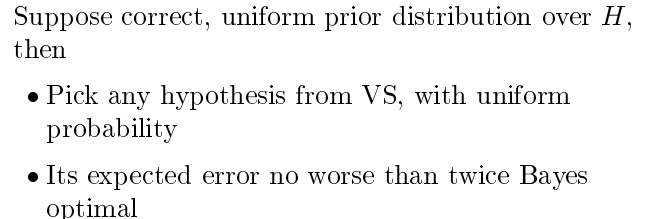 Suppose correct, uniform prior distribution over H,
then
• Pick any hypothesis from VS, with uniform
probability
• Its expected error no worse than twice Bayes
optimal